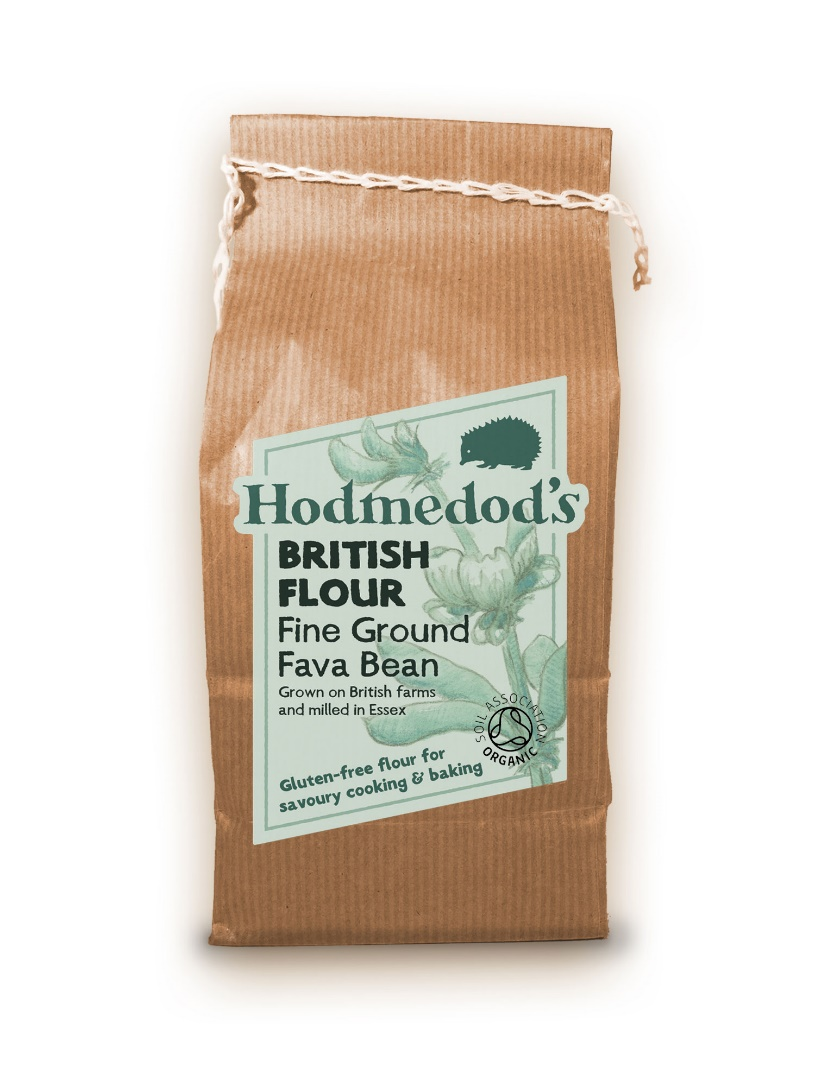 Hodmedod's
BRITISH
FLOUR
Fine Ground
Fava Bean
Grown on British farms
and milled in Essex
SOIL ASSOCIATION
ORGANIC
Gluten-free flour for
savoury cooking & baking